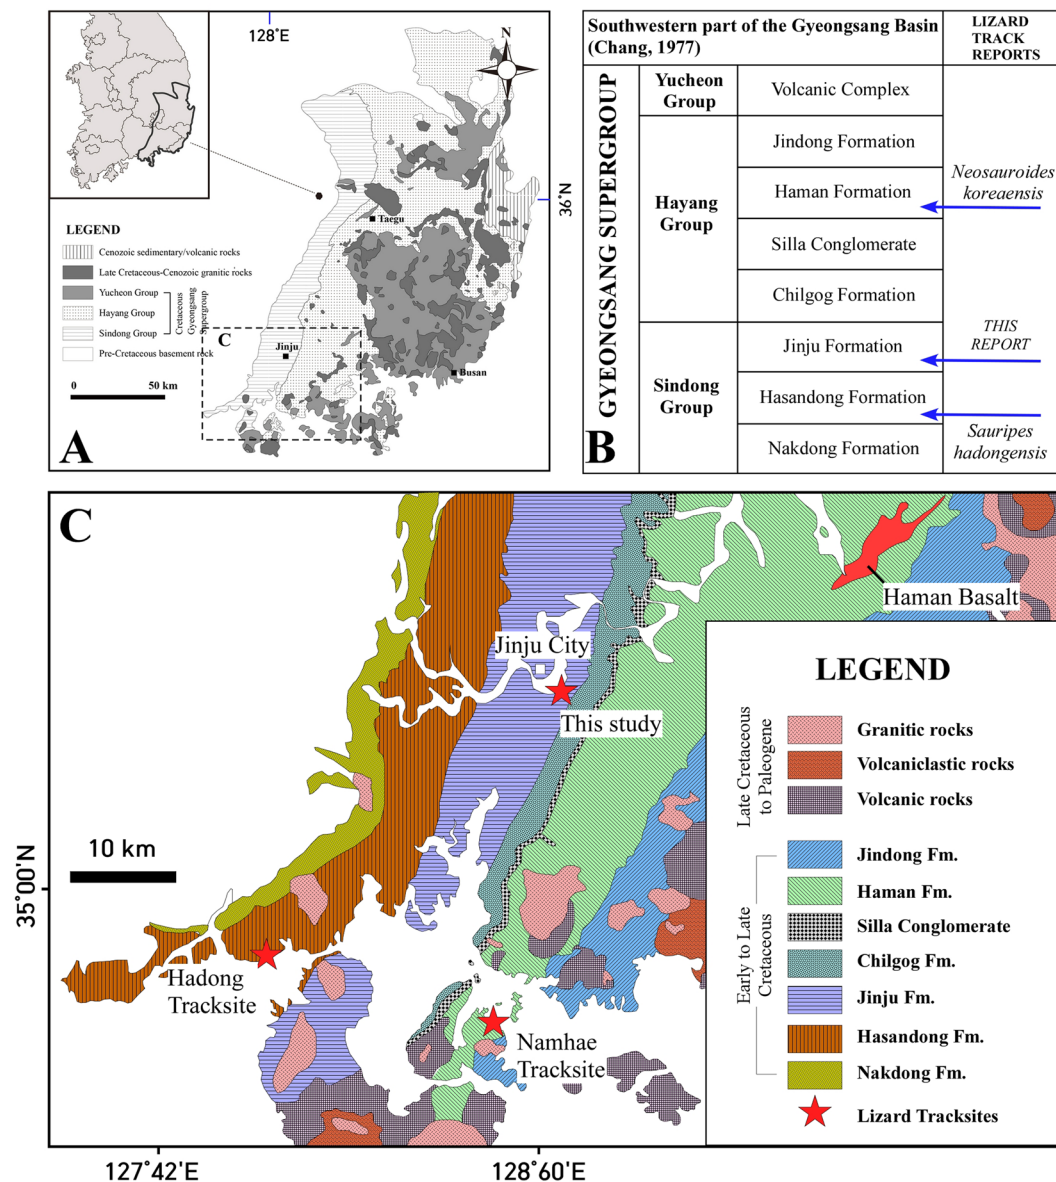 128°E
N
36°N
Taegu
LEGEND
Cenozoic sedimentary/volcanic rocks
Late Cretaceous-Cenozoic granitic rocks
Yucheon Group
Hayang Group
Sindong Group
Cretaceous
Gyeongsang
Supergroup
Pre-Cretaceous basement rock
C
Jinju
Busan
0 50 km
A
Southwestern part of the Gyeongsang Basin
(Chang, 1977)
LIZARD
TRACK
REPORTS
GYEONGSANG SUPERGROUP
Yucheon
Group
Volcanic Complex
Hayang
Group
Jindong Formation
Haman Formation
Neosauroides
koreaensis
Silla Conglomerate
Chilgog Formation
Sindong
Group
Jinju Formation
THIS
REPORT
Hasandong Formation
Sauripes
hadongensis
Nakdong Formation
B
C
Haman Basalt
Jinju City
This study
10 km
35°00'N
Hadong
Tracksite
Namhae
Tracksite
127°42'E
128°60'E
LEGEND
Late Cretaceous
to Paleogene
Granitic rocks
Volcaniclastic rocks
Volcanic rocks
Early to Late
Cretaceous
Jindong Fm.
Haman Fm.
Silla Conglomerate
Chilgog Fm.
Jinju Fm.
Hasandong Fm.
Nakdong Fm.
Lizard Tracksites